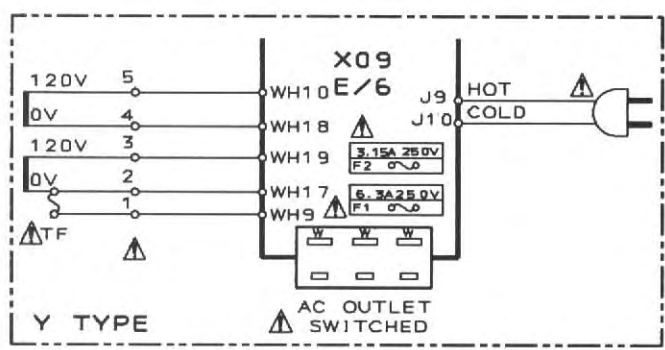 120V 5 WH10
0V 4 WH18
120V 3 WH19
0V 2 WH17
1 WH9
TF
X09
E/6
3.15A 250V
F2
6.3A250V
F1
J9 HOT
J10 COLD
W W W
AC OUTLET
SWITCHED
Y TYPE